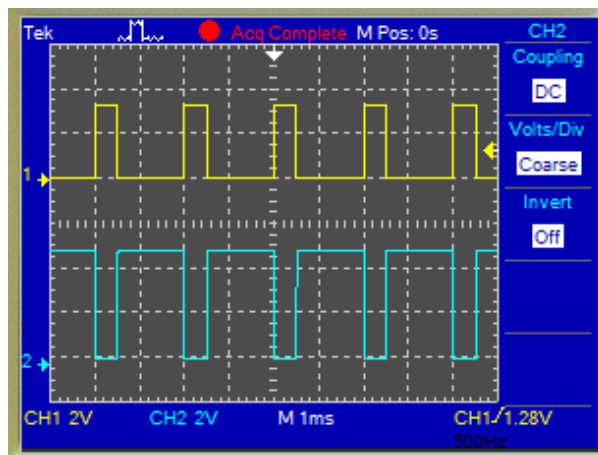 Tek Acq Complete M Pos: 0s CH2
Coupling
DC
Volts/Div
Coarse
1
Invert
Off
2
CH1 2V CH2 2V M 1ms CH1 1.28V
500Hz